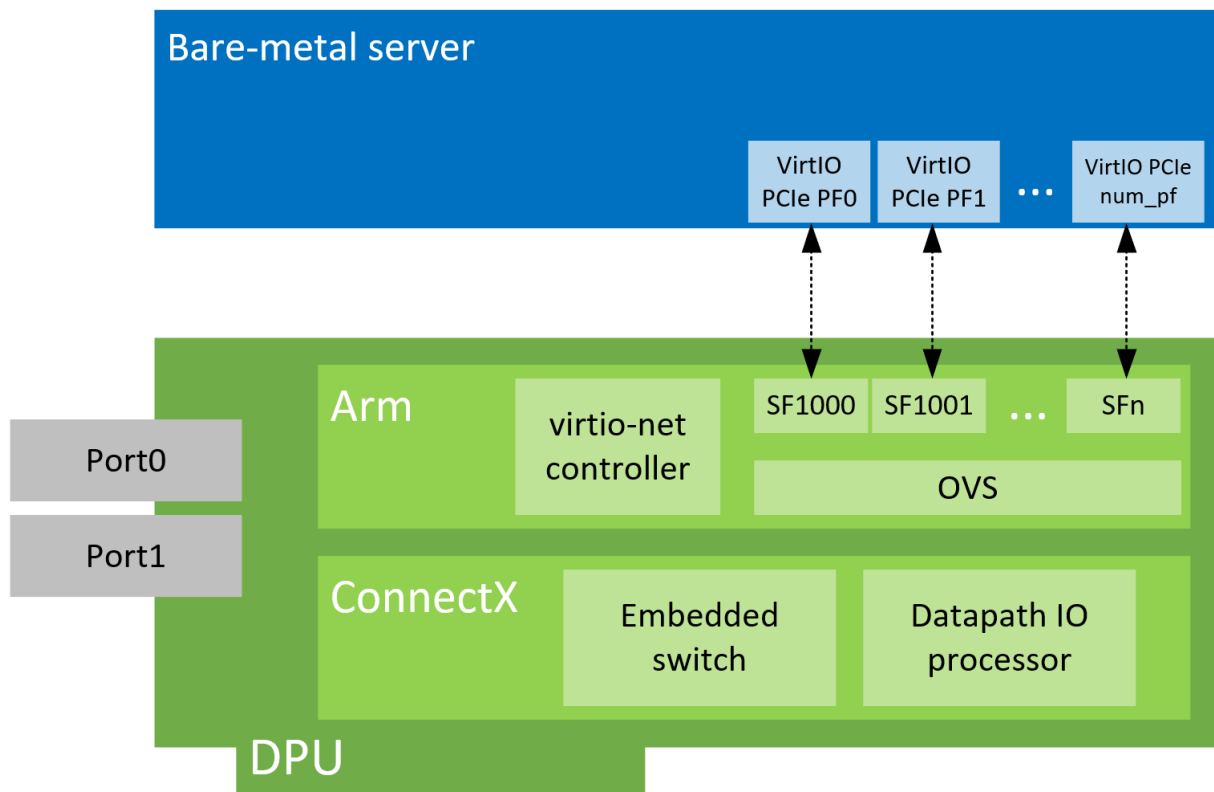 Bare-metal server
VirtIO
PCIe PF0
VirtIO
PCIe PF1
...
VirtIO PCIe
num_pf
Arm
virtio-net
controller
SF1000
SF1001
...
SFn
OVS
Port0
Port1
ConnectX
Embedded
switch
Datapath IO
processor
DPU